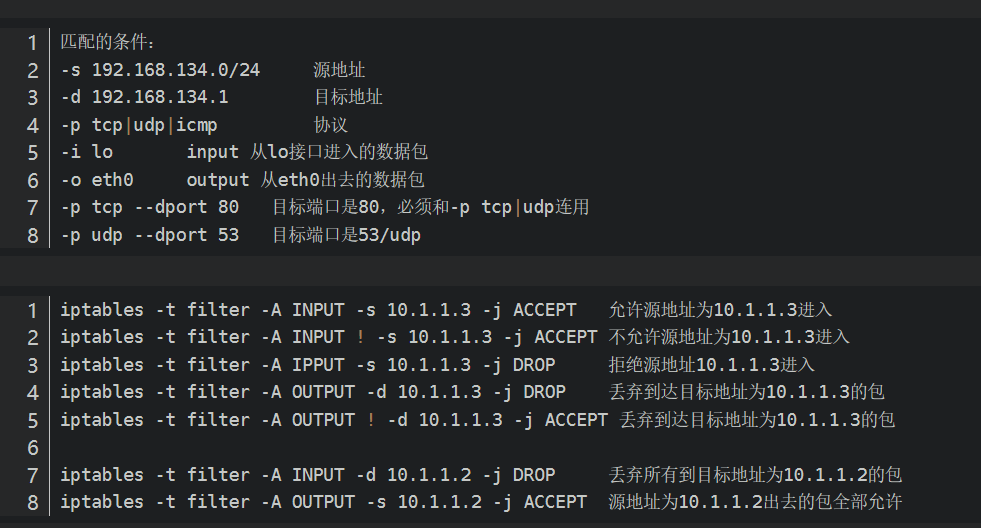 1 匹配的条件：
2 -s 192.168.134.0/24 源地址
3 -d 192.168.134.1 目标地址
4 -p tcp|udp|icmp 协议
5 -i lo input 从lo接口进入的数据包
6 -o eth0 output 从eth0出去的数据包
7 -p tcp --dport 80 目标端口是80，必须和-p tcp|udp连用
8 -p udp --dport 53 目标端口是53/udp
1 iptables -t filter -A INPUT -s 10.1.1.3 -j ACCEPT 允许源地址为10.1.1.3进入
2 iptables -t filter -A INPUT ! -s 10.1.1.3 -j ACCEPT 不允许源地址为10.1.1.3进入
3 iptables -t filter -A IPPUT -s 10.1.1.3 -j DROP 拒绝源地址10.1.1.3进入
4 iptables -t filter -A OUTPUT -d 10.1.1.3 -j DROP 丢弃到达目标地址为10.1.1.3的包
5 iptables -t filter -A OUTPUT ! -d 10.1.1.3 -j ACCEPT 丢弃到达目标地址为10.1.1.3的包
6
7 iptables -t filter -A INPUT -d 10.1.1.2 -j DROP 丢弃所有到目标地址为10.1.1.2的包
8 iptables -t filter -A OUTPUT -s 10.1.1.2 -j ACCEPT 源地址为10.1.1.2出去的包全部允许